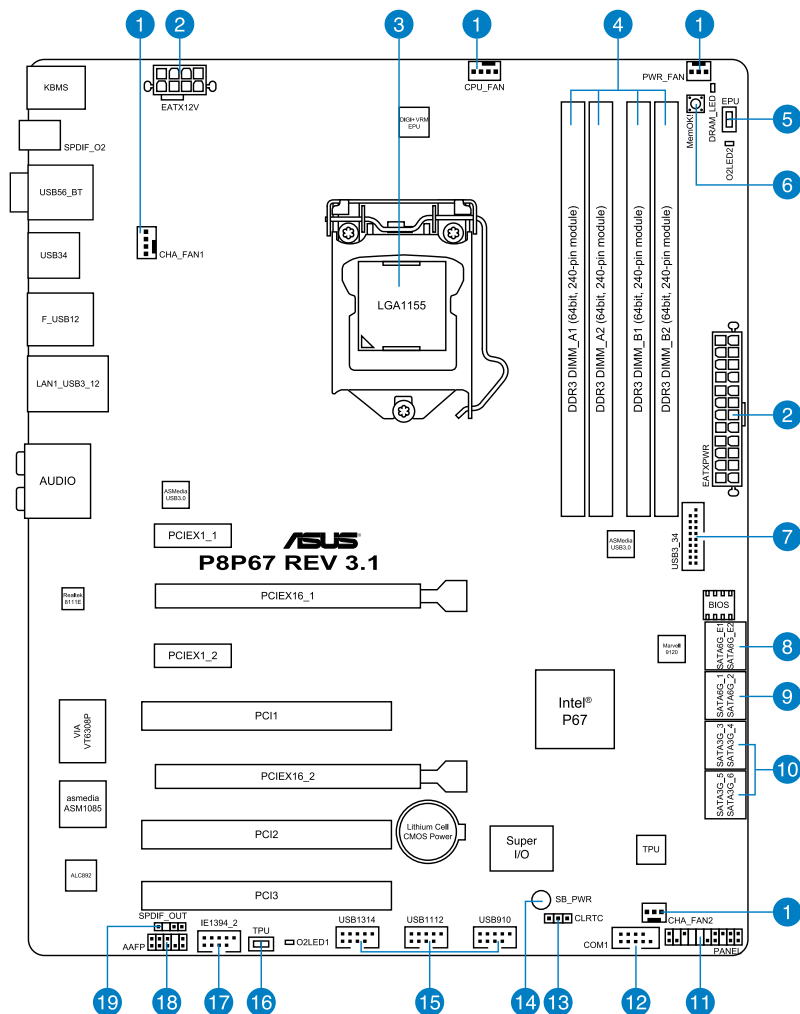 1
2
3
1
4
1
KBMS
EATX12V
CPU_FAN
PWR_FAN
DIGI+ VRM
EPU
MemOK!
DRAM_LED
EPU
5
SPDIF_O2
O2LED2
6
USB56_BT
1
CHA_FAN1
USB34
LGA1155
DDR3 DIMM_A1 (64bit, 240-pin module)
DDR3 DIMM_A2 (64bit, 240-pin module)
DDR3 DIMM_B1 (64bit, 240-pin module)
DDR3 DIMM_B2 (64bit, 240-pin module)
F_USB12
LAN1_USB3_12
EATXPWR
2
AUDIO
ASMedia
USB3.0
PCIEX1_1
ASUS
P8P67 REV 3.1
ASMedia
USB3.0
USB3_34
7
Realtek
8111E
PCIEX16_1
BIOS
PCIEX1_2
Marvell
9120
SATA6G_E1
SATA6G_E2
8
SATA6G_1
SATA6G_2
9
VIA
VT6308P
PCI1
Intel®
P67
SATA3G_3
SATA3G_4
10
SATA3G_5
SATA3G_6
asmedia
ASM1085
PCIEX16_2
Lithium Cell
CMOS Power
PCI2
Super
I/O
TPU
ALC892
PCI3
SB_PWR
CLRTC
CHA_FAN2
1
SPDIF_OUT
AAFP
IE1394_2
TPU
O2LED1
USB1314
USB1112
USB910
COM1
PANEL
19
18
17
16
15
14
13
12
11